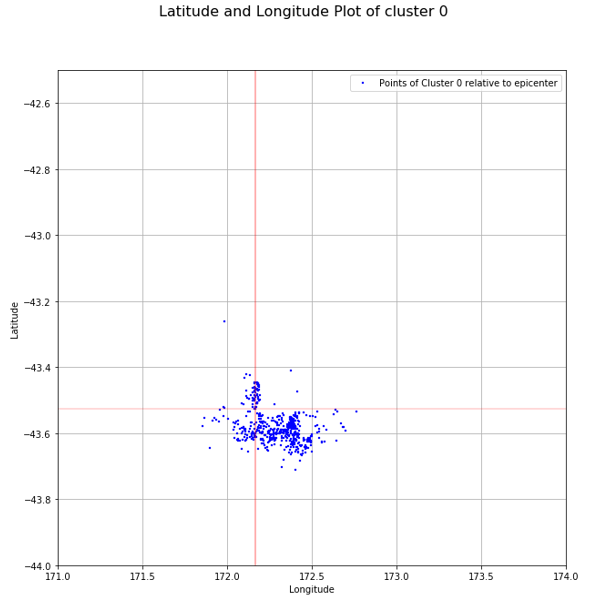 Latitude and Longitude Plot of cluster 0
Points of Cluster 0 relative to epicenter
−42.6
−42.8
−43.0
−43.2
−43.4
−43.6
−43.8
−44.0
Latitude
171.0 171.5 172.0 172.5 173.0 173.5 174.0
Longitude